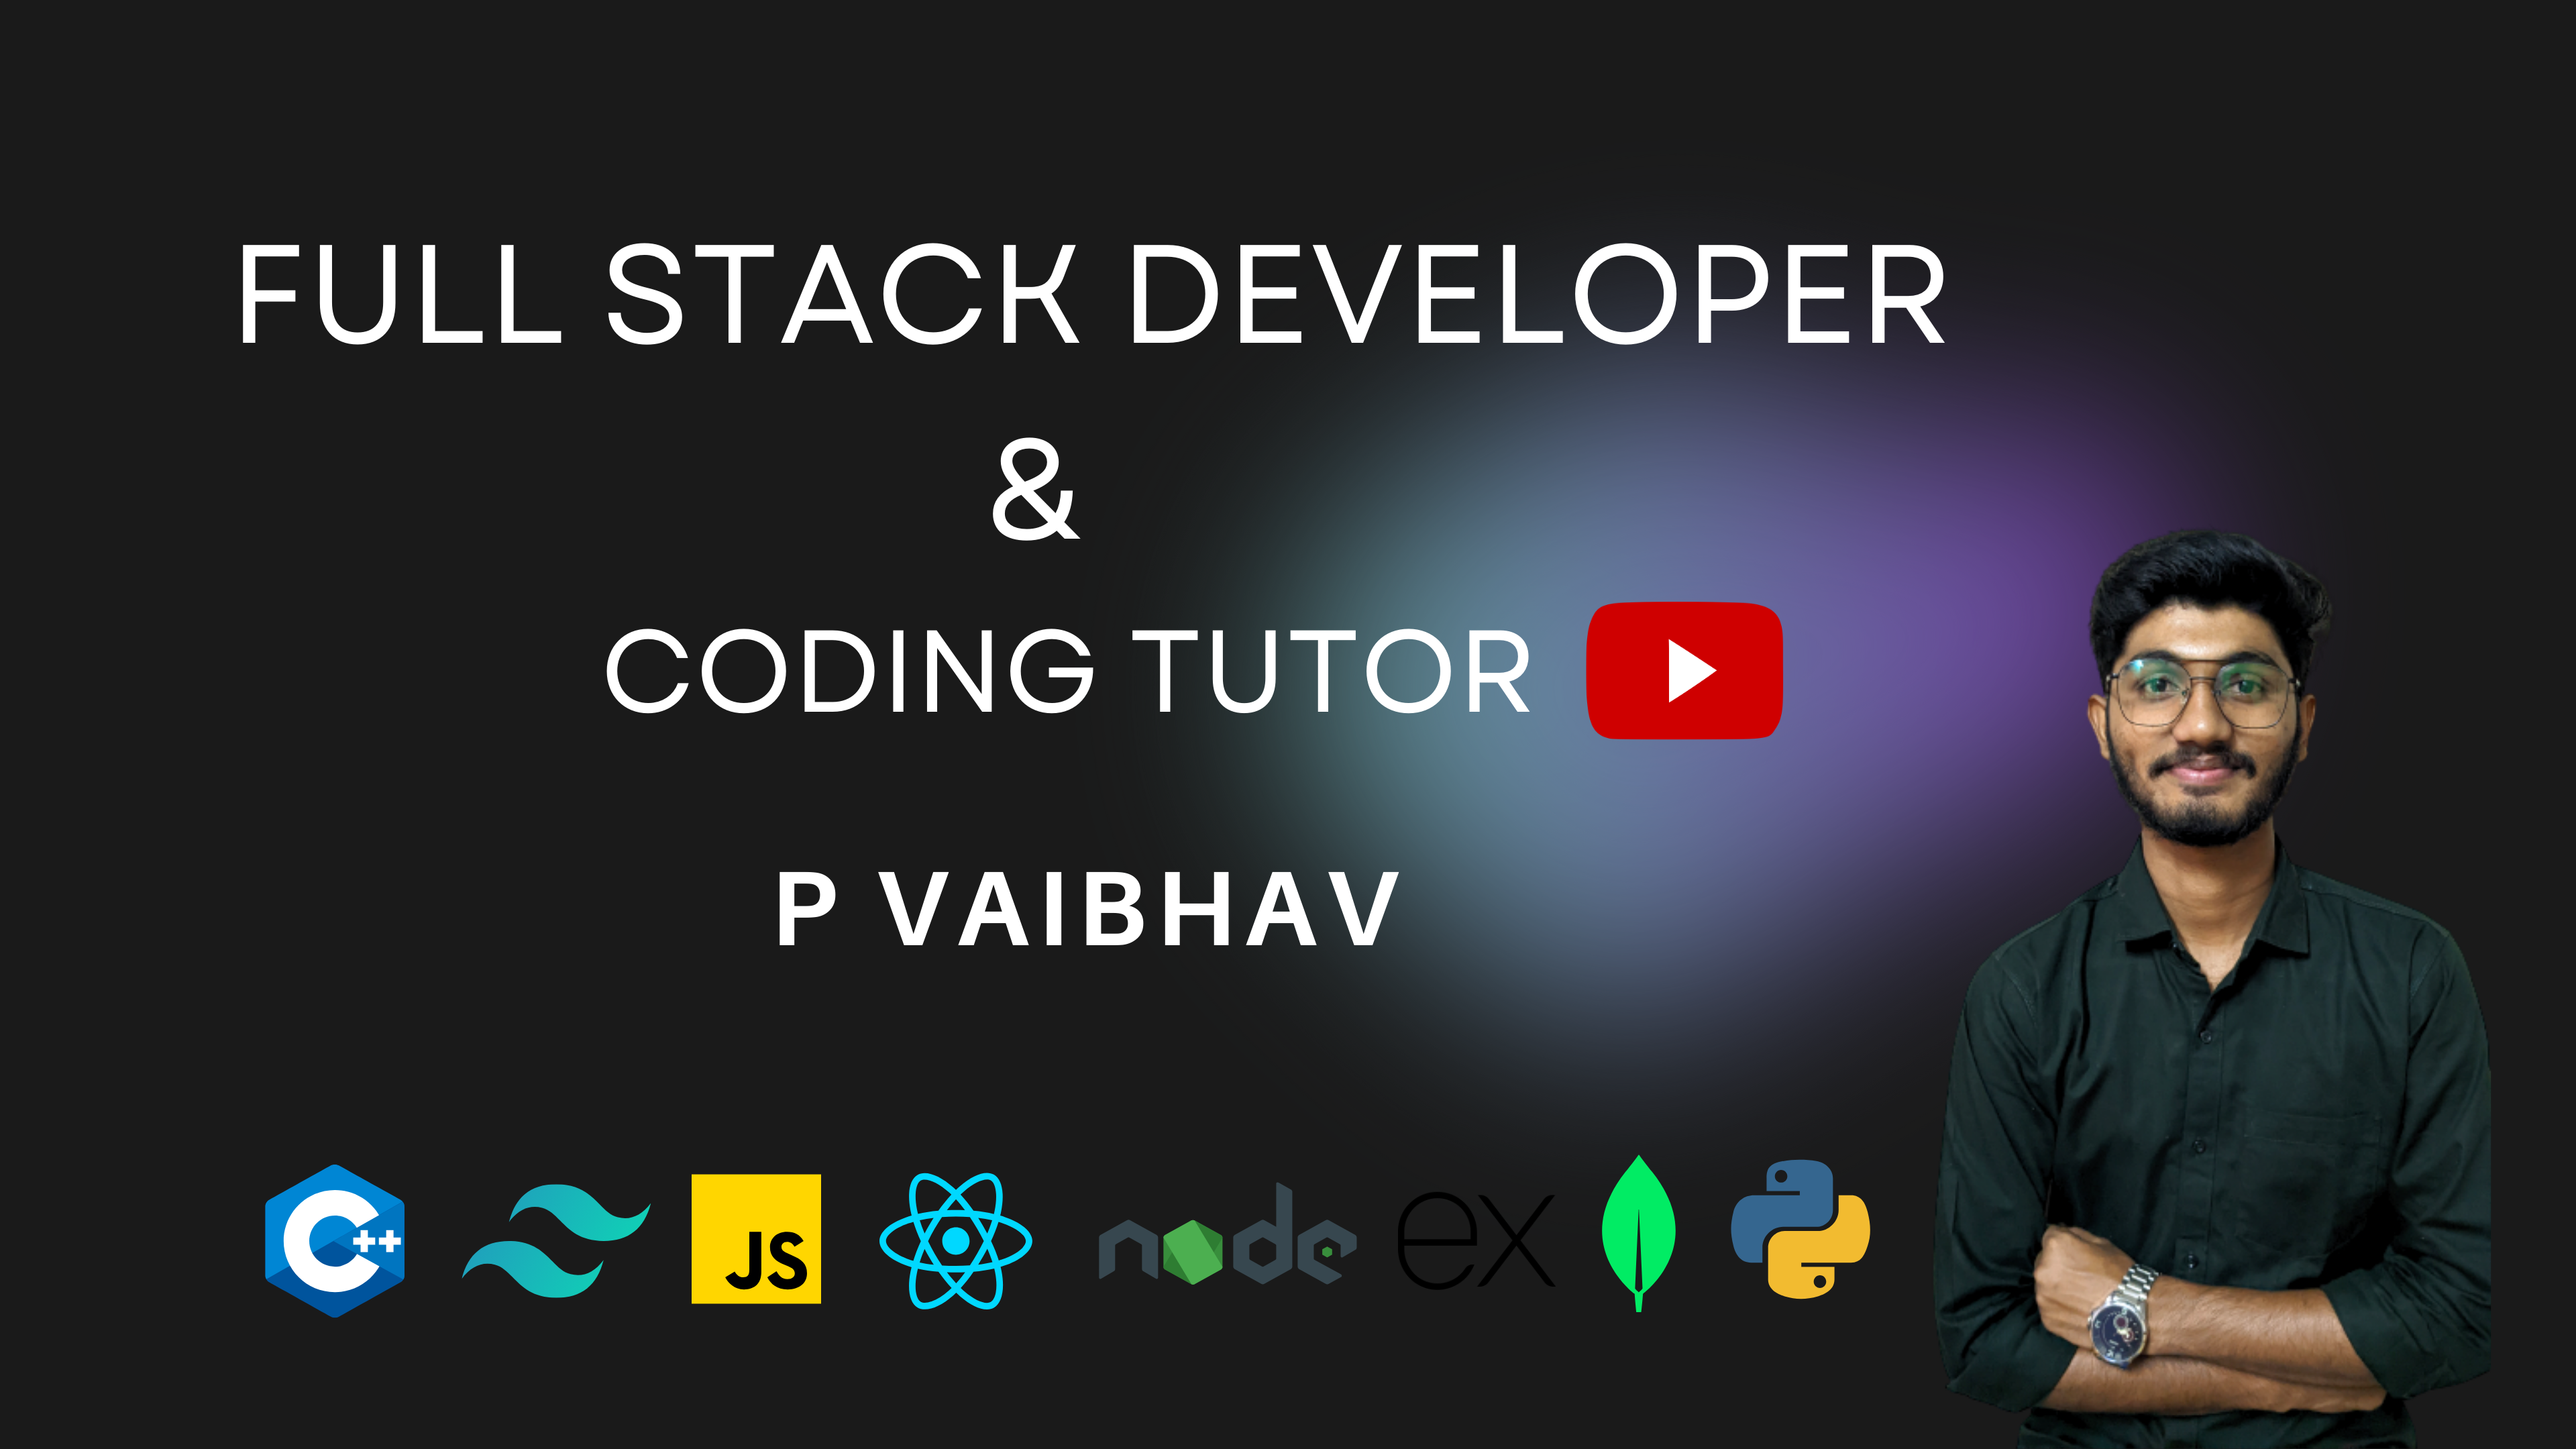 FULL STACK DEVELOPER
&
CODING TUTOR
P VAIBHAV
C++ JS node ex